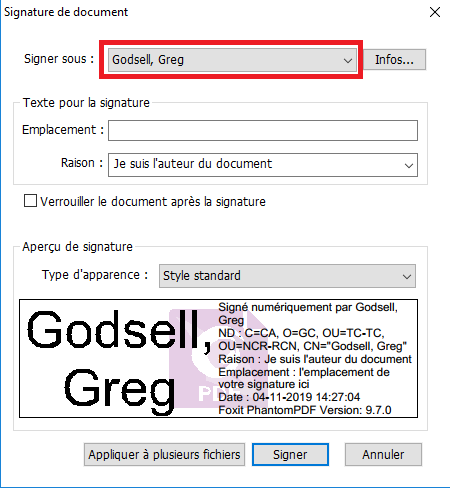 Signature de document
Signer sous :
Godsell, Greg
Infos...
Texte pour la signature
Emplacement :
Raison :
Je suis l'auteur du document
Verrouiller le document après la signature
Aperçu de signature
Type d'apparence :
Style standard
Godsell,
Greg
PDF
Signé numériquement par Godsell,
Greg
ND : C=CA, O=GC, OU=TC-TC,
OU=NCR-RCN, CN="Godsell, Greg"
Raison : Je suis l'auteur du document
Emplacement : l'emplacement de
votre signature ici
Date : 04-11-2019 14:27:04
Foxit PhantomPDF Version: 9.7.0
Appliquer à plusieurs fichiers
Signer
Annuler